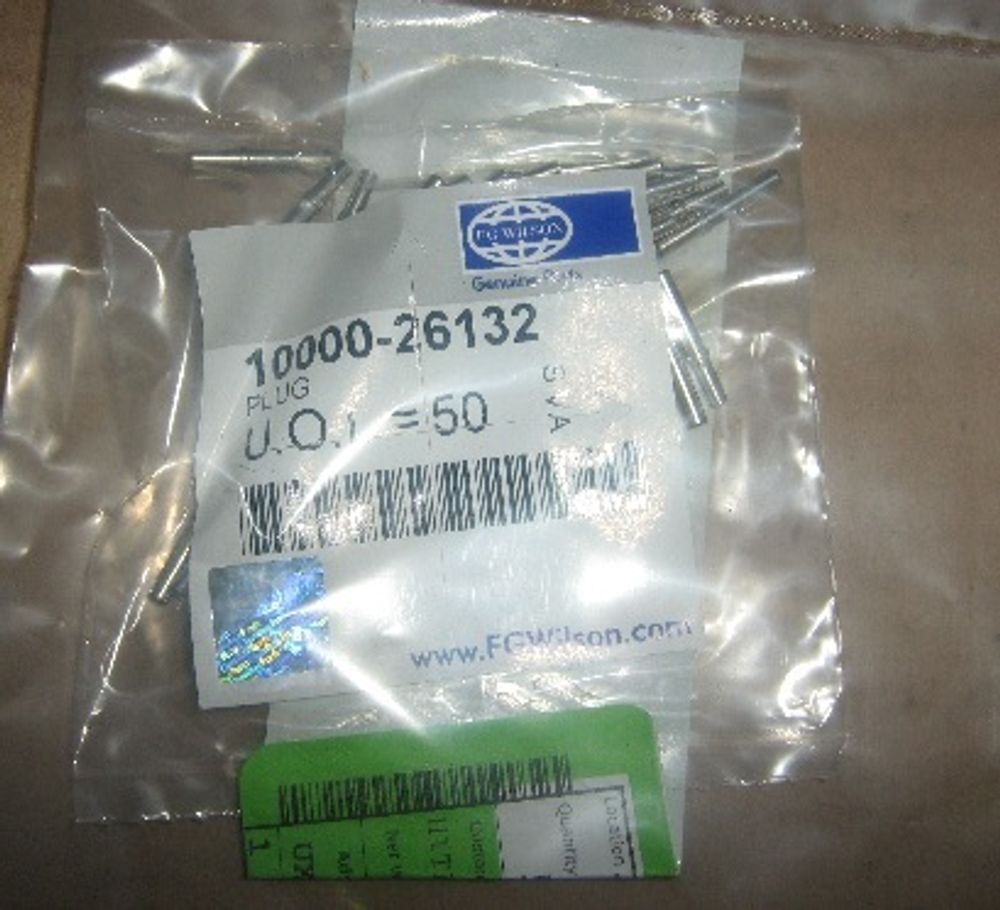 FG WILSON
Genuine Parts
10000-26132
PLUG
U.O.I = 50
www.FGWilson.com
Location
Quantity
1